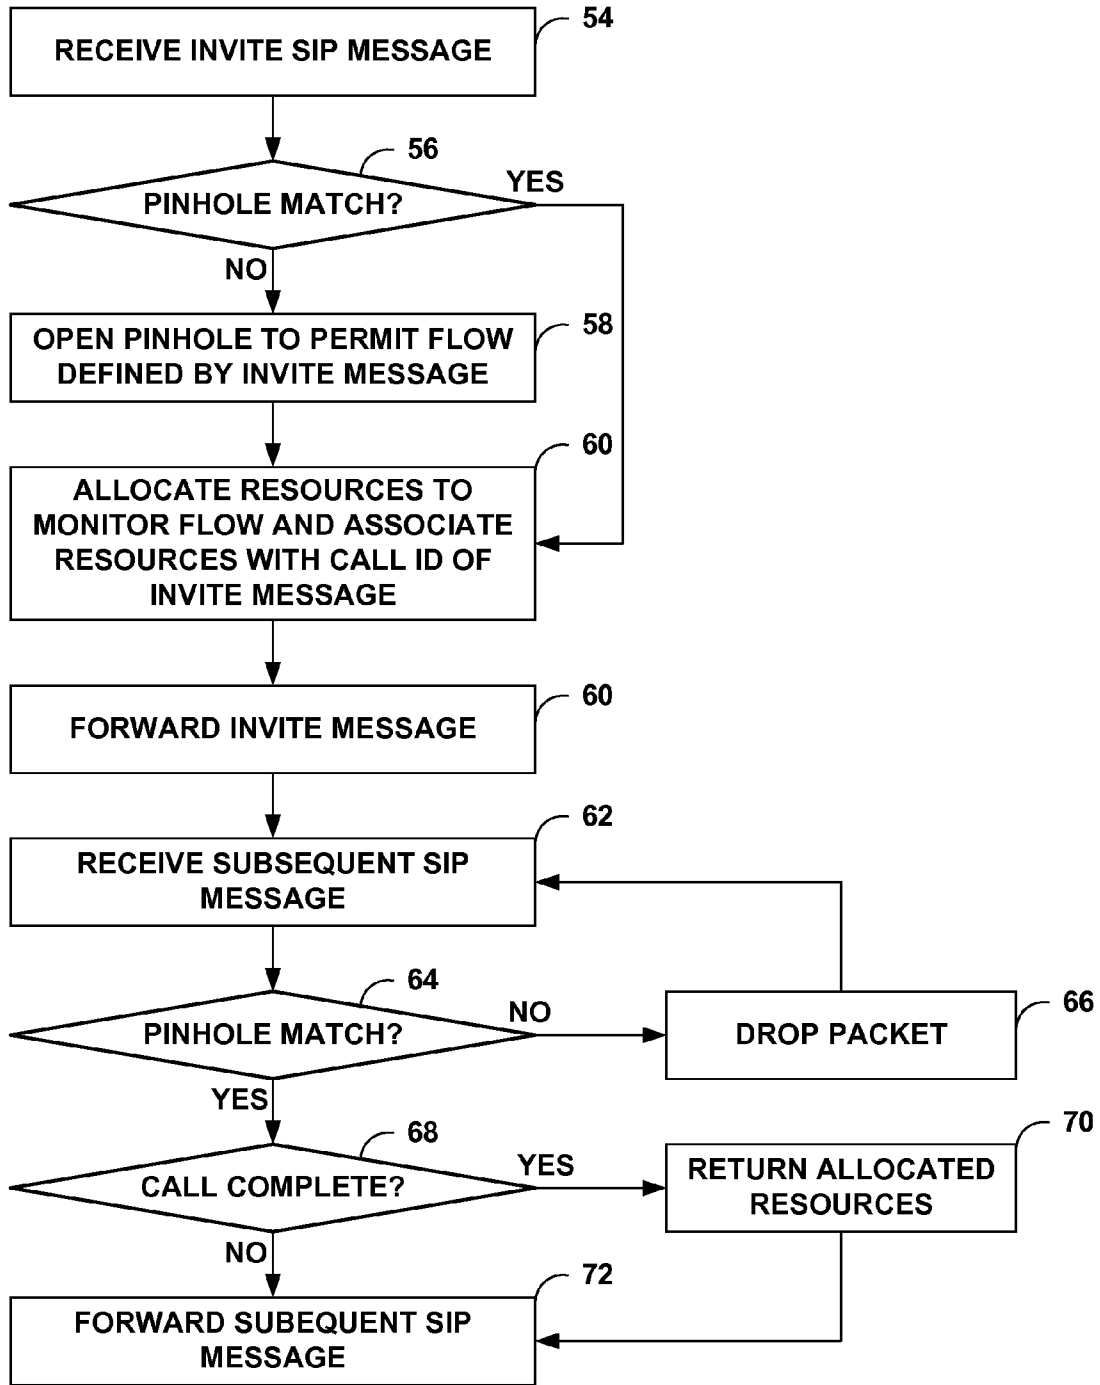 54
RECEIVE INVITE SIP MESSAGE
56
PINHOLE MATCH?
YES
NO
58
OPEN PINHOLE TO PERMIT FLOW
DEFINED BY INVITE MESSAGE
60
ALLOCATE RESOURCES TO
MONITOR FLOW AND ASSOCIATE
RESOURCES WITH CALL ID OF
INVITE MESSAGE
60
FORWARD INVITE MESSAGE
62
RECEIVE SUBSEQUENT SIP
MESSAGE
64
PINHOLE MATCH?
NO
66
DROP PACKET
YES
68
CALL COMPLETE?
YES
70
RETURN ALLOCATED
RESOURCES
NO
72
FORWARD SUBEQUENT SIP
MESSAGE